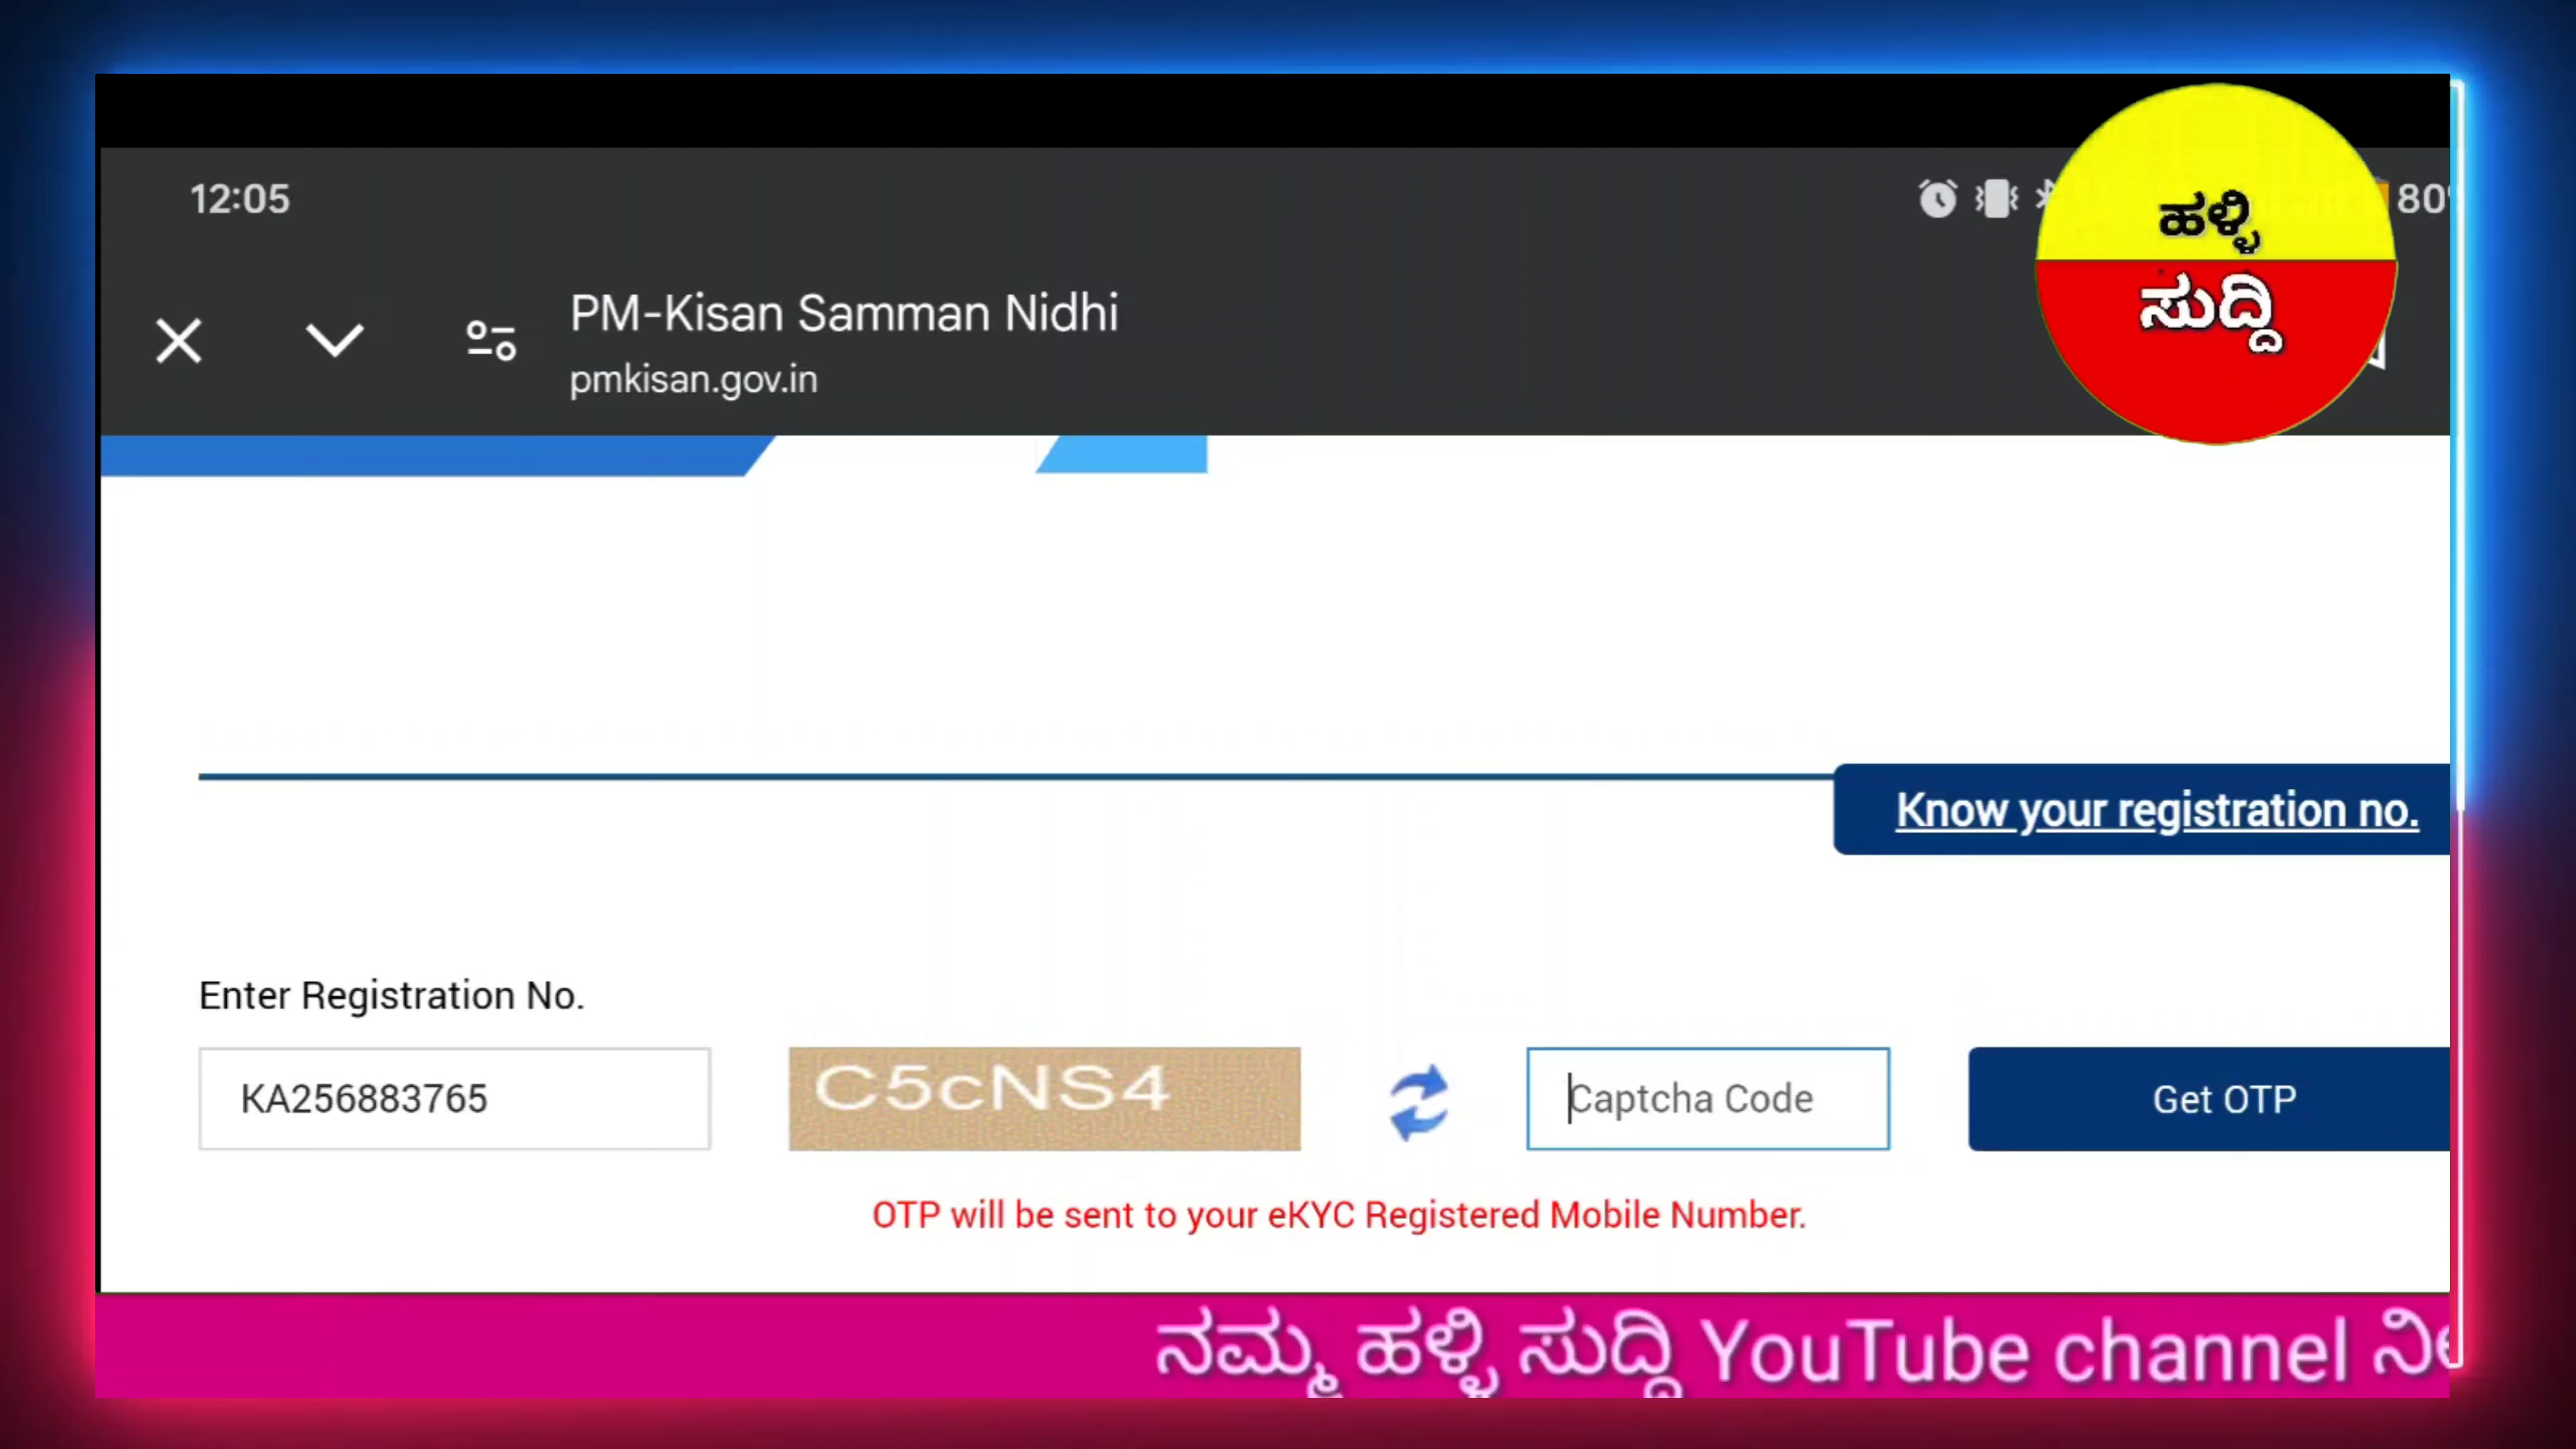 12:05
80
ಹಳ್ಳಿ
ಸುದ್ದಿ
PM-Kisan Samman Nidhi
pmkisan.gov.in
Know your registration no.
Enter Registration No.
KA256883765
C5cNS4
Captcha Code
Get OTP
OTP will be sent to your eKYC Registered Mobile Number.
ನಮ್ಮ ಹಳ್ಳಿ ಸುದ್ದಿ YouTube channel